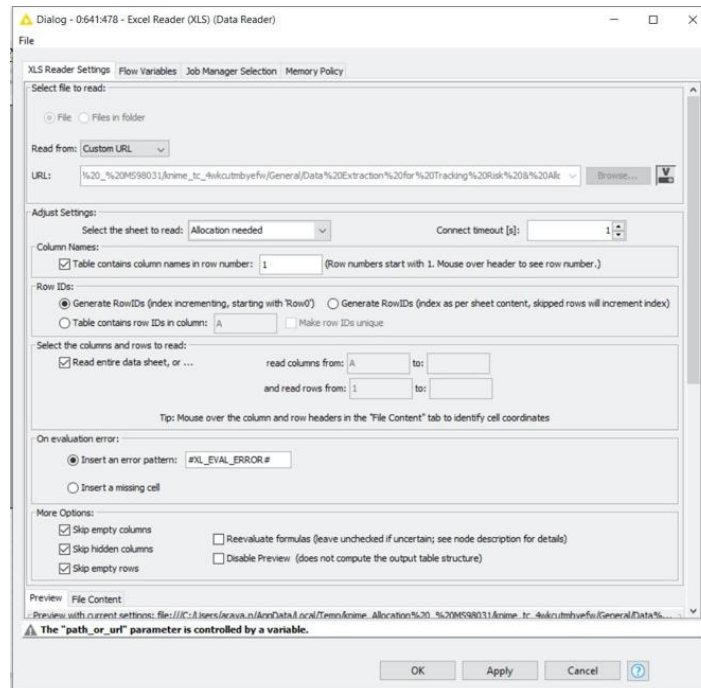 Dialog - 0:641:478 - Excel Reader (XLS) (Data Reader)
File
XLS Reader Settings Flow Variables Job Manager Selection Memory Policy
Select file to read:
File Files in folder
Read from: Custom URL
URL: %20_%20MS98031/knime_tc_4wkcutmbyefw/General/Data%20Extraction%20for%20Tracking%20Risk%20&%20Allc Browse... V
Adjust Settings:
Select the sheet to read: Allocation needed Connect timeout [s]: 1
Column Names:
Table contains column names in row number: 1 (Row numbers start with 1. Mouse over header to see row number.)
Row IDs:
Generate RowIDs (index incrementing, starting with 'Row0') Generate RowIDs (index as per sheet content, skipped rows will increment index)
Table contains row IDs in column: A Make row IDs unique
Select the columns and rows to read:
Read entire data sheet, or ... read columns from: A to:
and read rows from: 1 to:
Tip: Mouse over the column and row headers in the "File Content" tab to identify cell coordinates
On evaluation error:
Insert an error pattern: #XL_EVAL_ERROR#
Insert a missing cell
More Options:
Skip empty columns
Reevaluate formulas (leave unchecked if uncertain; see node description for details)
Skip hidden columns
Disable Preview (does not compute the output table structure)
Skip empty rows
Preview File Content
Preview with current settings: file:///C:/Users/araya.n/AppData/Local/Temp/knime_Allocation%20_%20MS98031/knime_tc_4wkcutmbyefw/General/Data%...
The "path_or_url" parameter is controlled by a variable.
OK Apply Cancel ?